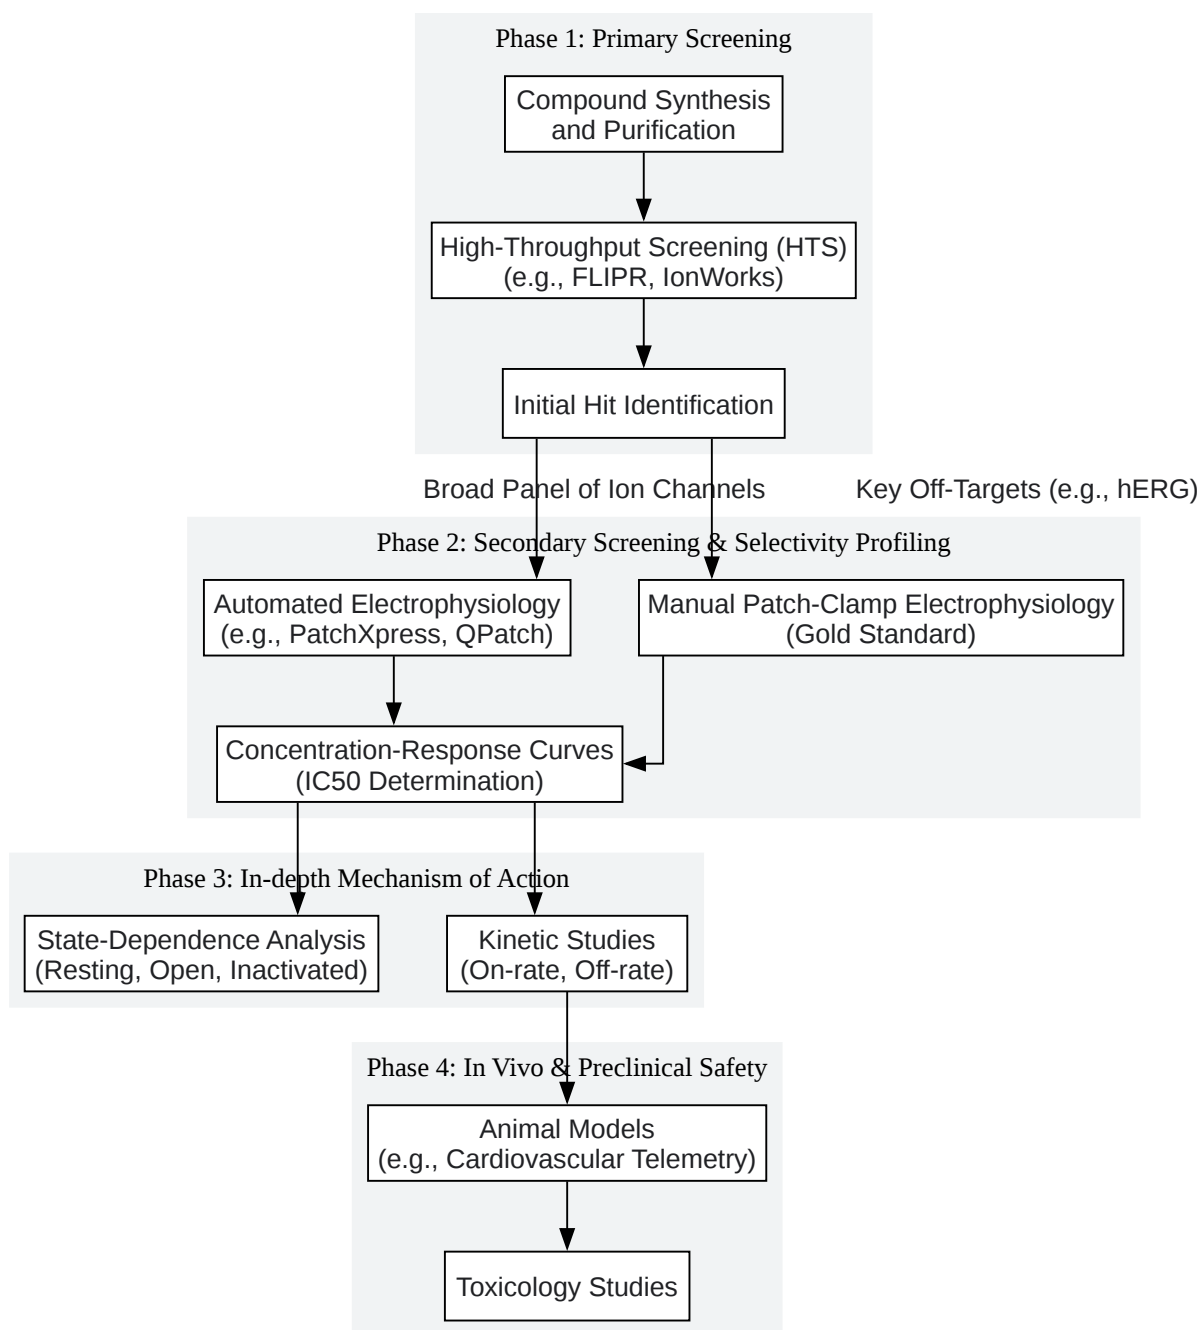 Phase 1: Primary Screening
Compound Synthesis
and Purification
High-Throughput Screening (HTS)
(e.g., FLIPR, IonWorks)
Initial Hit Identification
Broad Panel of Ion Channels
Key Off-Targets (e.g., hERG)
Phase 2: Secondary Screening & Selectivity Profiling
Automated Electrophysiology
(e.g., PatchXpress, QPatch)
Manual Patch-Clamp Electrophysiology
(Gold Standard)
Concentration-Response Curves
(IC50 Determination)
Phase 3: In-depth Mechanism of Action
State-Dependence Analysis
(Resting, Open, Inactivated)
Kinetic Studies
(On-rate, Off-rate)
Phase 4: In Vivo & Preclinical Safety
Animal Models
(e.g., Cardiovascular Telemetry)
Toxicology Studies